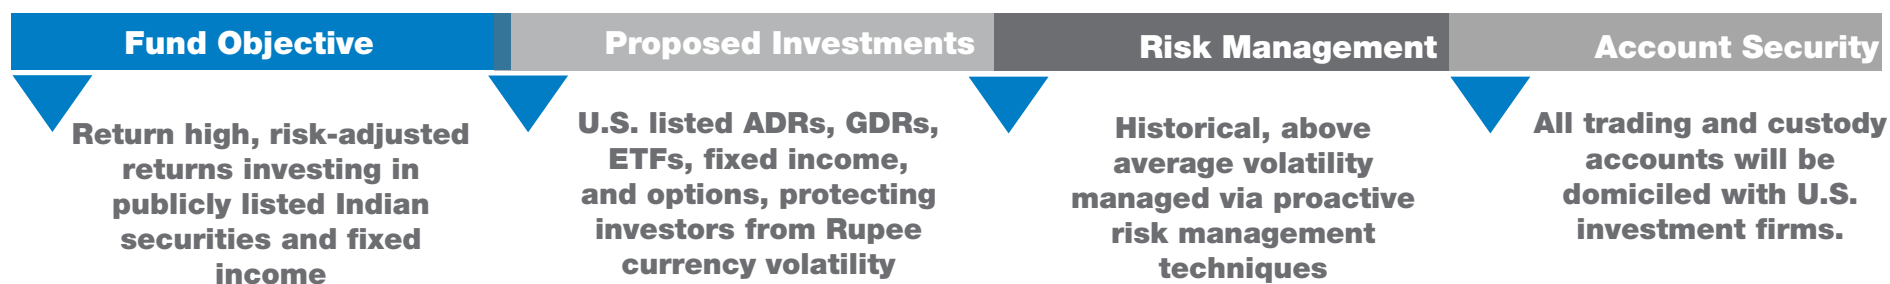 Fund Objective
Return high, risk-adjusted
returns investing in
publicly listed Indian
securities and fixed
income
Proposed Investments
U.S. listed ADRs, GDRs,
ETFs, fixed income,
and options, protecting
investors from Rupee
currency volatility
Risk Management
Historical, above
average volatility
managed via proactive
risk management
techniques
Account Security
All trading and custody
accounts will be
domiciled with U.S.
investment firms.